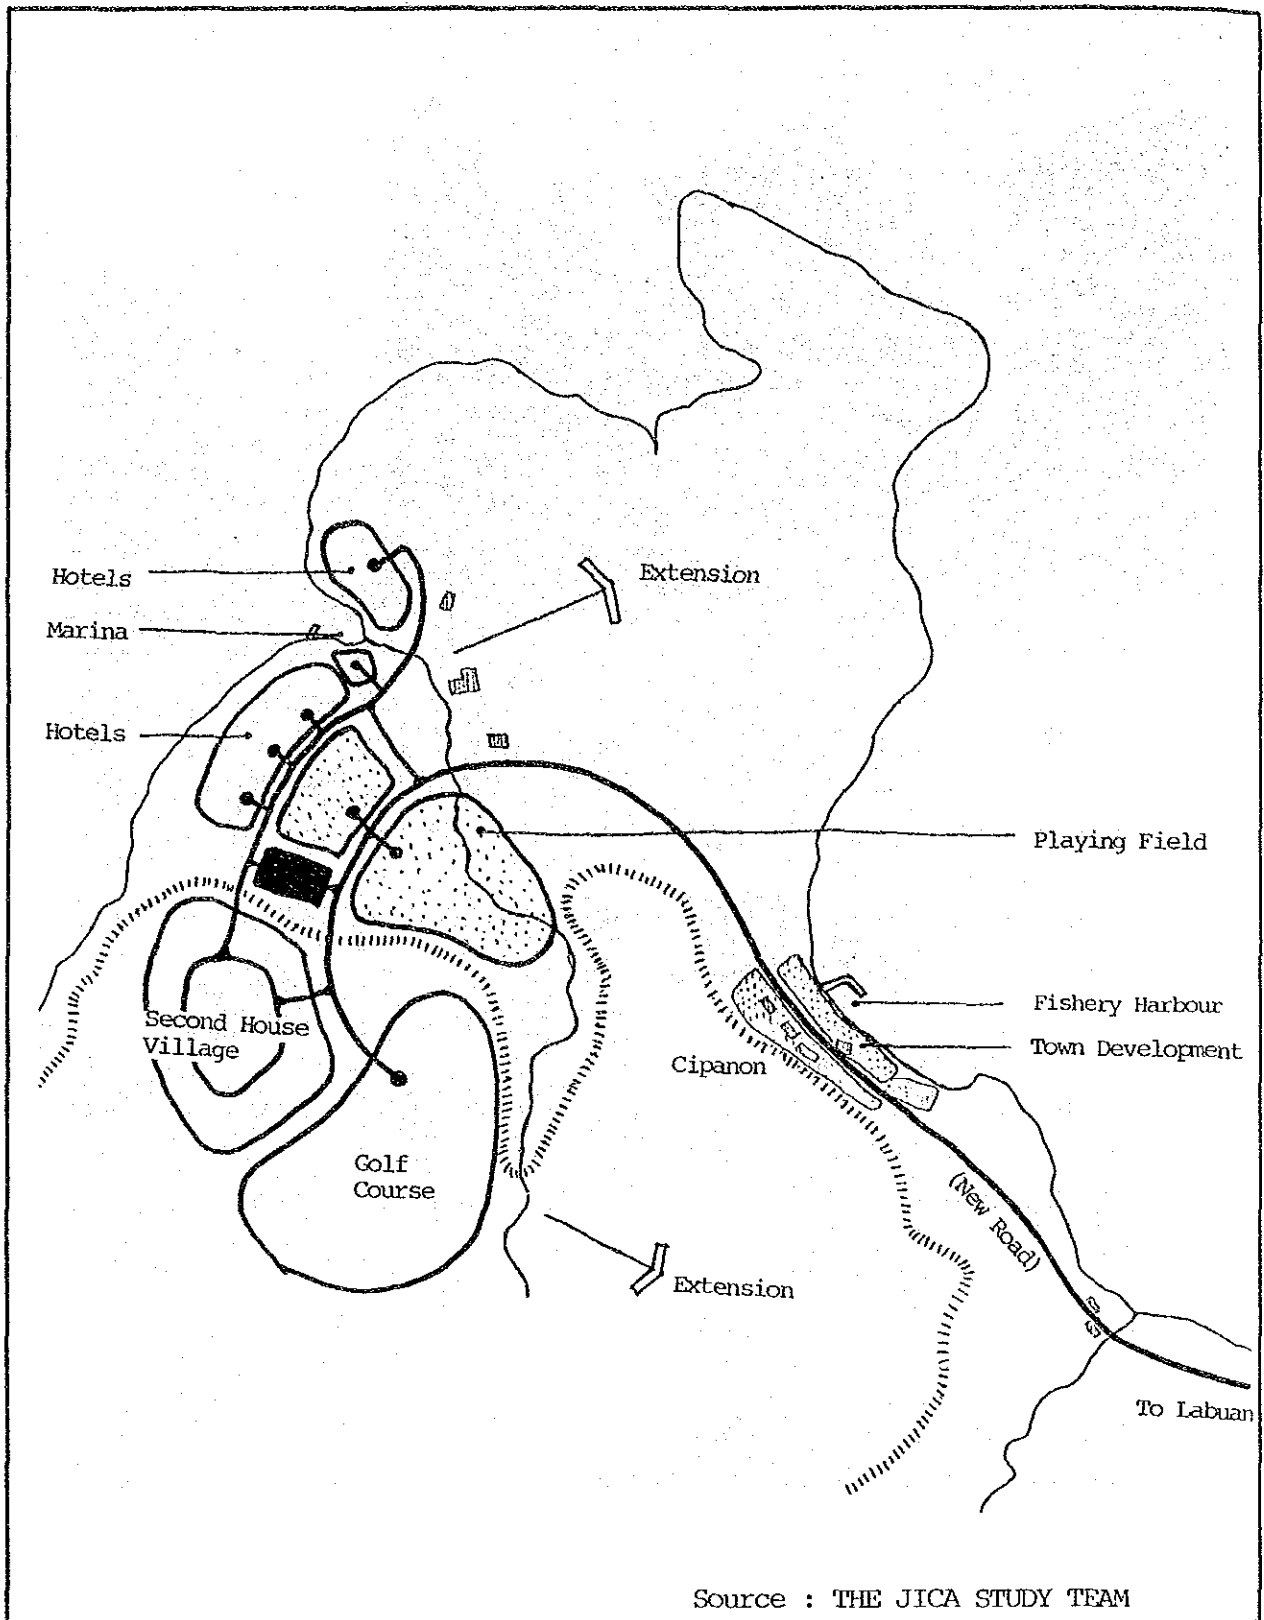 Hotels
Extension
Marina
Hotels
Playing Field
Fishery Harbour
Second House
Village
Town Development
Cipanon
Golf
Course
(New Road)
Extension
To Labuan
Source : THE JICA STUDY TEAM